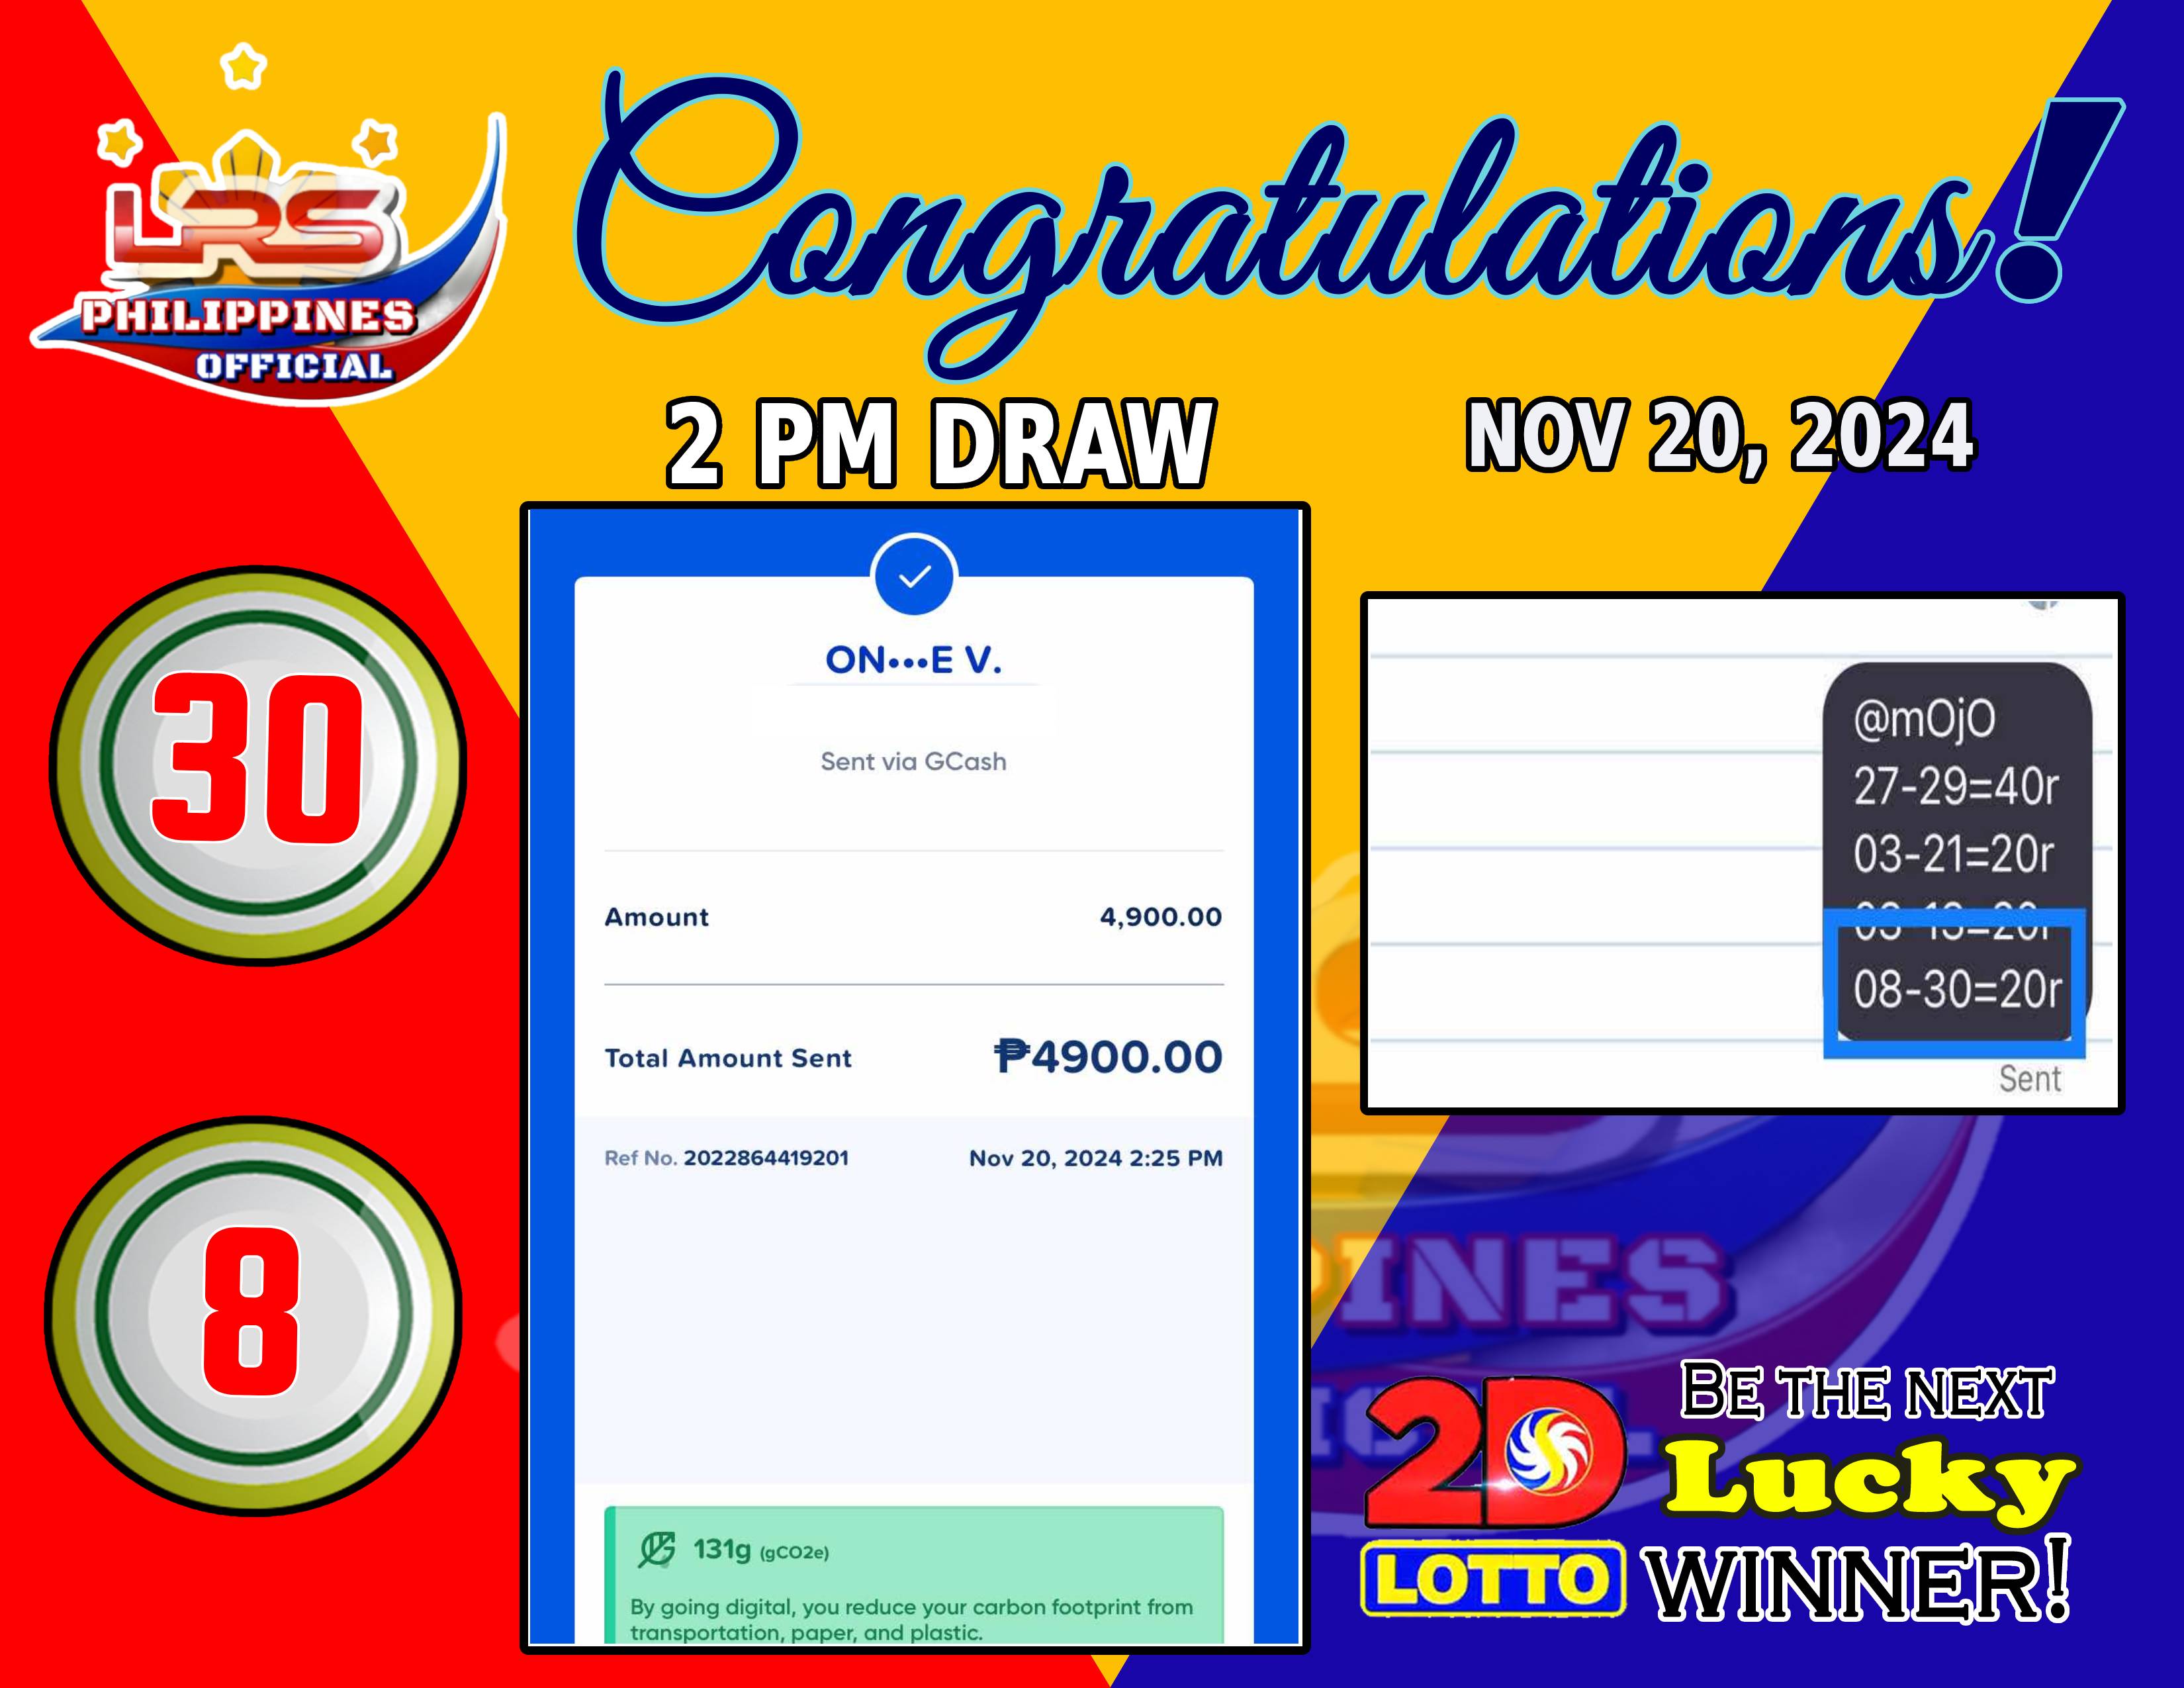 LRS
PHILIPPINES
OFFICIAL
Congratulations!
2 PM DRAW
NOV 20, 2024
30
8
ON•••E V.
Sent via GCash
Amount 4,900.00
Total Amount Sent ₱4900.00
Ref No. 2022864419201 Nov 20, 2024 2:25 PM
131g (gCO2e)
By going digital, you reduce your carbon footprint from
transportation, paper, and plastic.
@mOjO
27-29=40r
03-21=20r
08-30=20r
Sent
PINES
2D
LOTTO
BE THE NEXT
Lucky
WINNER!